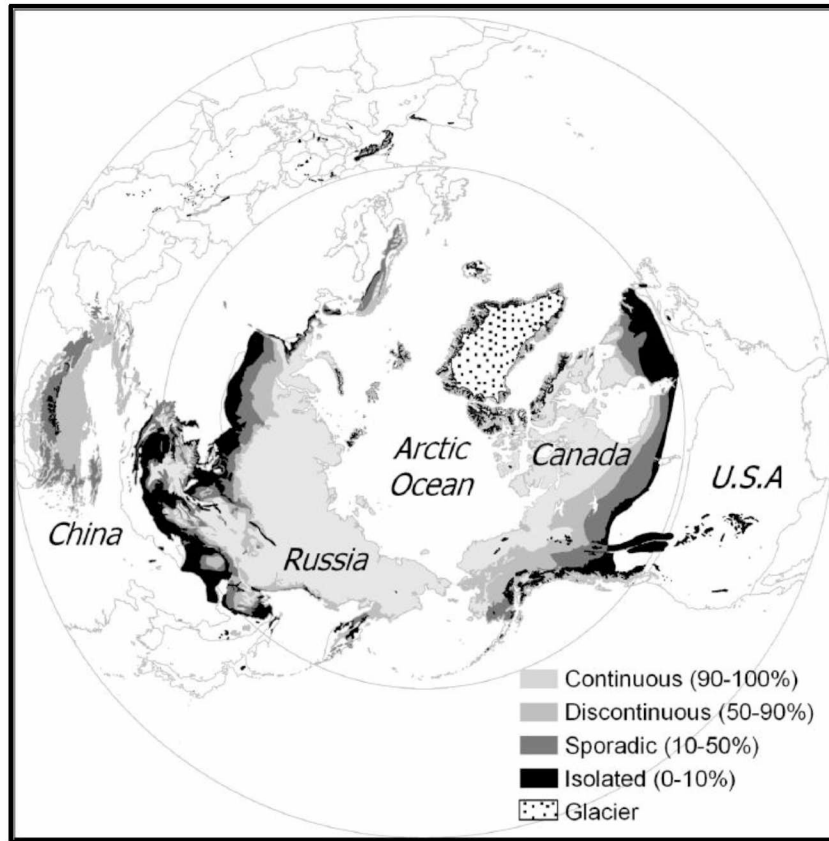 Arctic
Ocean
Canada
U.S.A
China
Russia
Continuous (90-100%)
Discontinuous (50-90%)
Sporadic (10-50%)
Isolated (0-10%)
Glacier